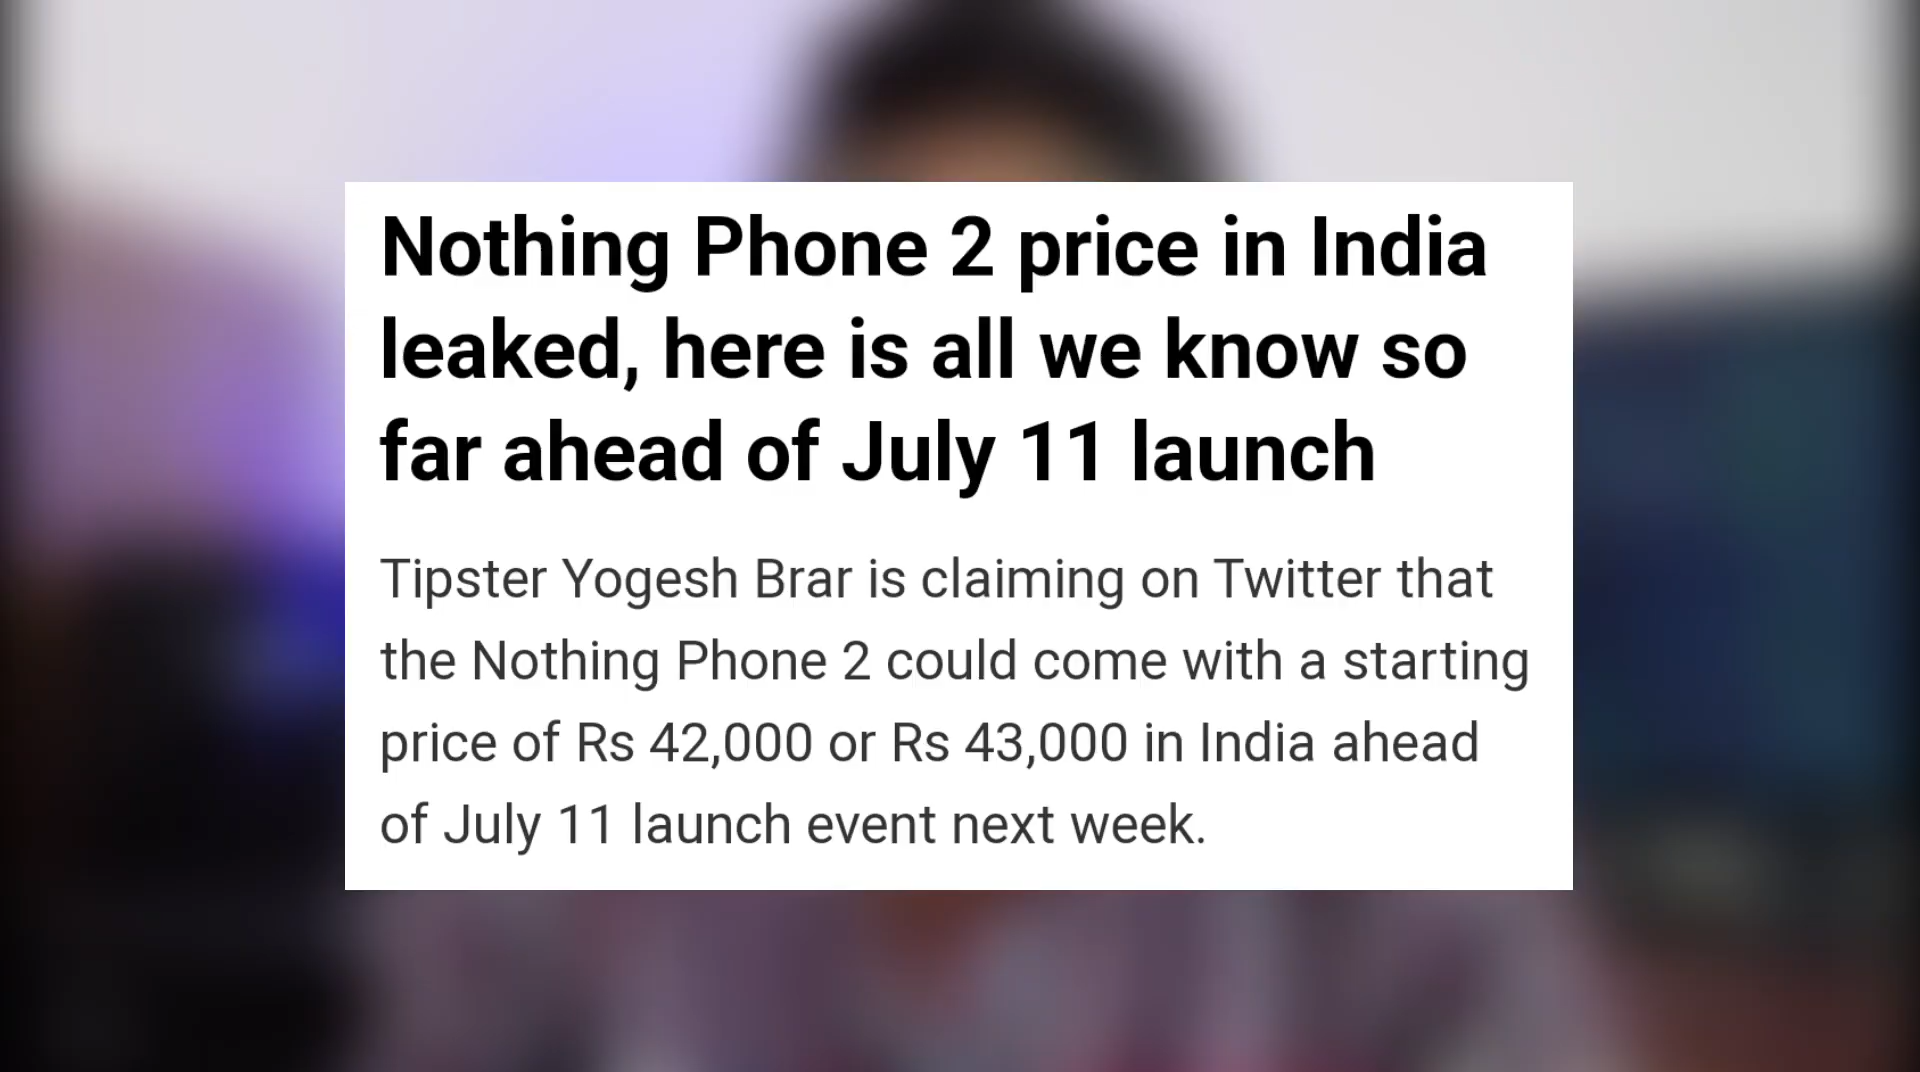 Nothing Phone 2 price in India
leaked, here is all we know so
far ahead of July 11 launch
Tipster Yogesh Brar is claiming on Twitter that
the Nothing Phone 2 could come with a starting
price of Rs 42,000 or Rs 43,000 in India ahead
of July 11 launch event next week.